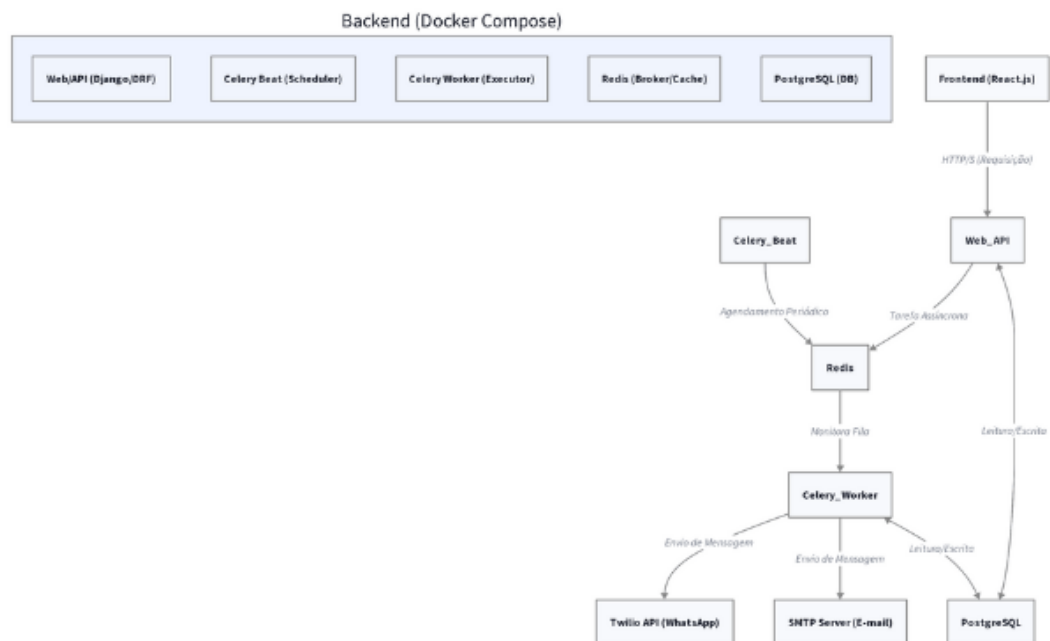 Backend (Docker Compose)
Web/API (Django/DRF)
Celery Beat (Scheduler)
Celery Worker (Executor)
Redis (Broker/Cache)
PostgreSQL (DB)
Frontend (React.js)
HTTP/S (Requisição)
Celery_Beat
Web_API
Agendamento Periódico
Tarefa Assíncrona
Redis
Monitora Fila
Leitura/Escrita
Celery_Worker
Envio de Mensagem
Envio de Mensagem
Leitura/Escrita
Twilio API (WhatsApp)
SMTP Server (E-mail)
PostgreSQL